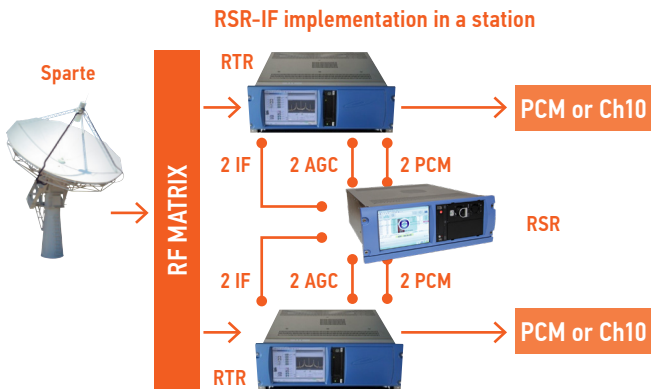 RSR-IF implementation in a station
Sparte
RTR
RF MATRIX
PCM or Ch10
2 IF
2 AGC
2 PCM
RSR
2 IF
2 AGC
2 PCM
RTR
PCM or Ch10